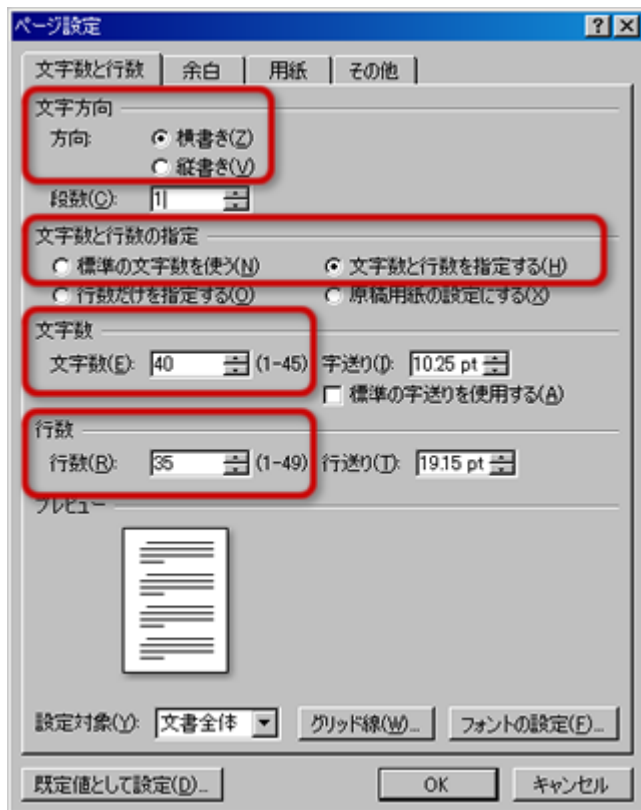 ページ設定
文字数と行数 余白 用紙 その他
文字方向
方向: 横書き(Z)
縦書き(V)
段数(C): 1
文字数と行数の指定
標準の文字数を使う(N) 文字数と行数を指定する(H)
行数だけを指定する(O) 原稿用紙の設定にする(X)
文字数
文字数(E): 40 (1-45) 字送り(I): 10.25 pt
標準の字送りを使用する(A)
行数
行数(R): 35 (1-49) 行送り(T): 19.15 pt
プレビュー
設定対象(Y): 文書全体 グリッド線(W)... フォントの設定(F)...
既定値として設定(D)... OK キャンセル